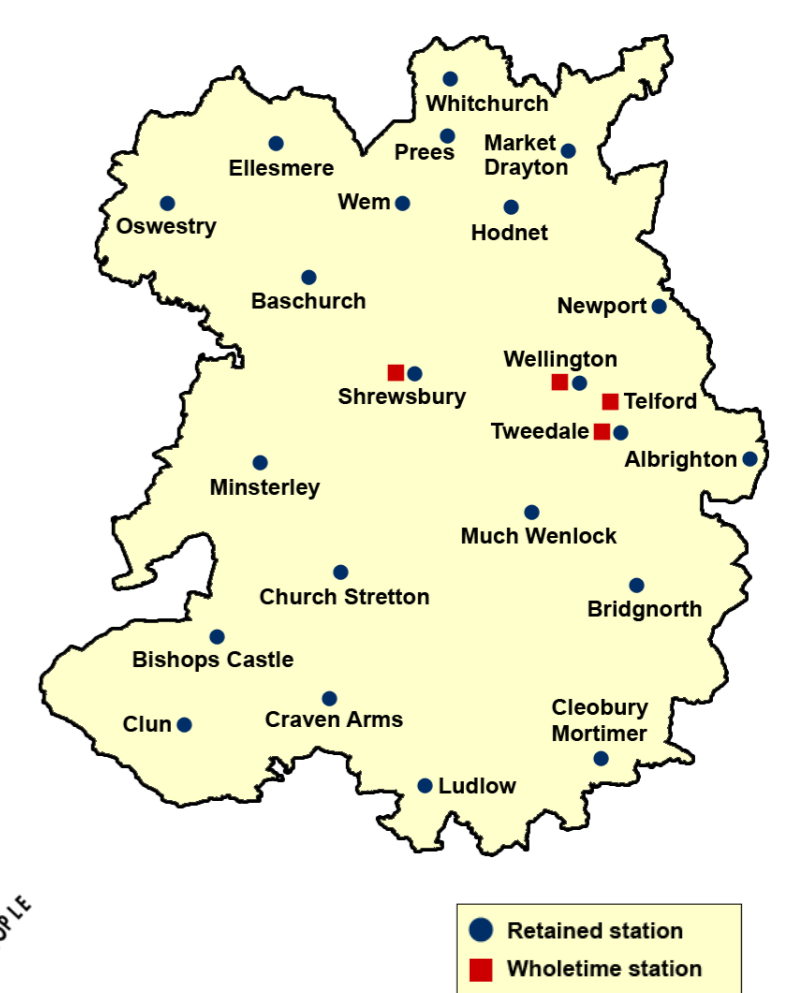 Whitchurch
Prees
Market
Drayton
Ellesmere
Wem
Oswestry
Hodnet
Baschurch
Newport
Wellington
Shrewsbury
Telford
Tweedale
Albrighton
Minsterley
Much Wenlock
Church Stretton
Bridgnorth
Bishops Castle
Cleobury
Mortimer
Craven Arms
Clun
Ludlow
Retained station
Wholetime station